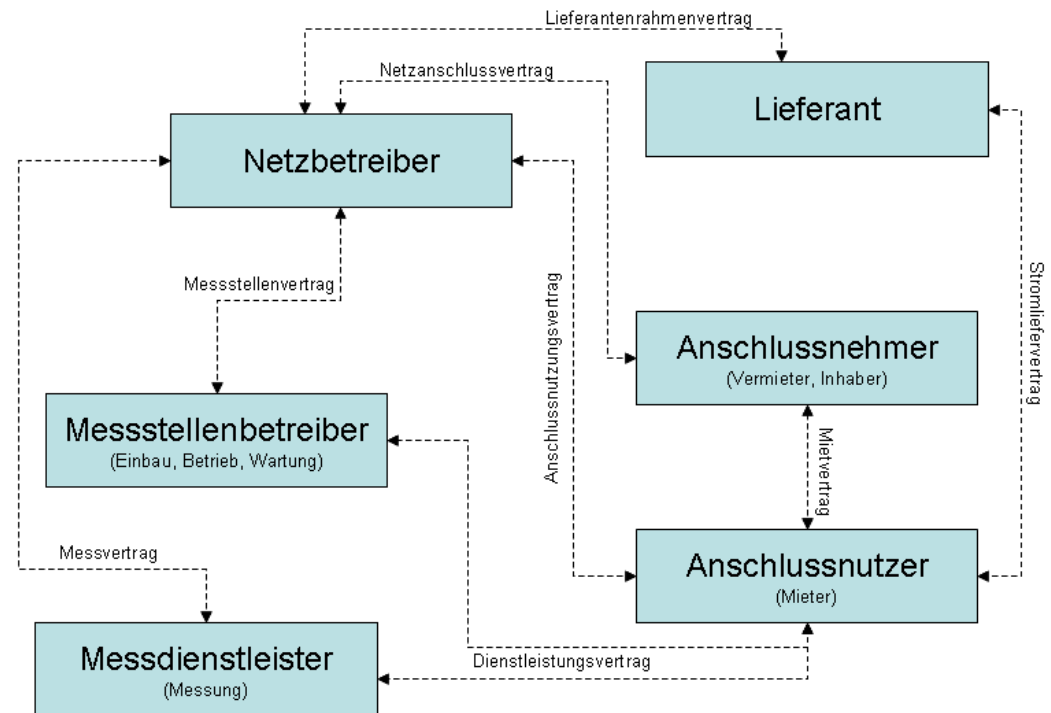 Lieferantenrahmenvertrag
Netzanschlussvertrag
Lieferant
Netzbetreiber
Messstellenvertrag
Anschlussnutzungsvertrag
Stromliefervertrag
Anschlussnehmer
(Vermieter, Inhaber)
Messstellenbetreiber
(Einbau, Betrieb, Wartung)
Mietvertrag
Messvertrag
Anschlussnutzer
(Mieter)
Messdienstleister
(Messung)
Dienstleistungsvertrag